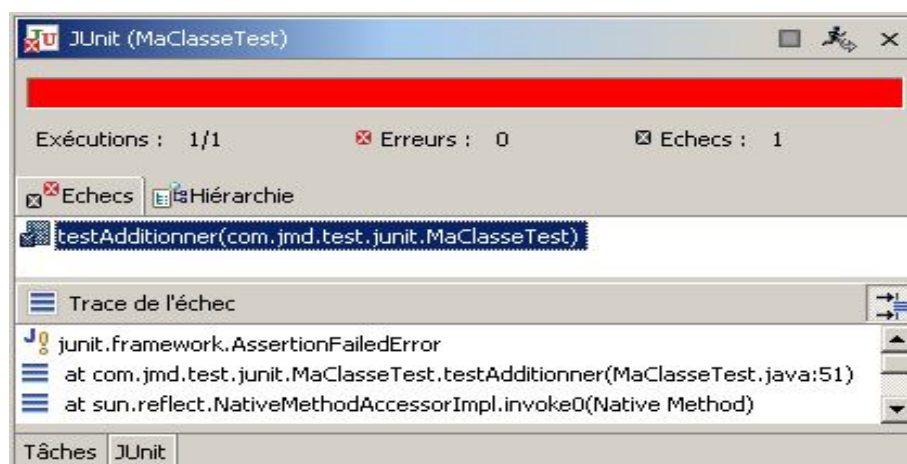 JUnit (MaClasseTest)
Exécutions : 1/1 Erreurs : 0 Echecs : 1
Echecs Hiérarchie
testAdditionner(com.jmd.test.junit.MaClasseTest)
Trace de l'échec
junit.framework.AssertionFailedError
at com.jmd.test.junit.MaClasseTest.testAdditionner(MaClasseTest.java:51)
at sun.reflect.NativeMethodAccessorImpl.invoke0(Native Method)
Tâches JUnit